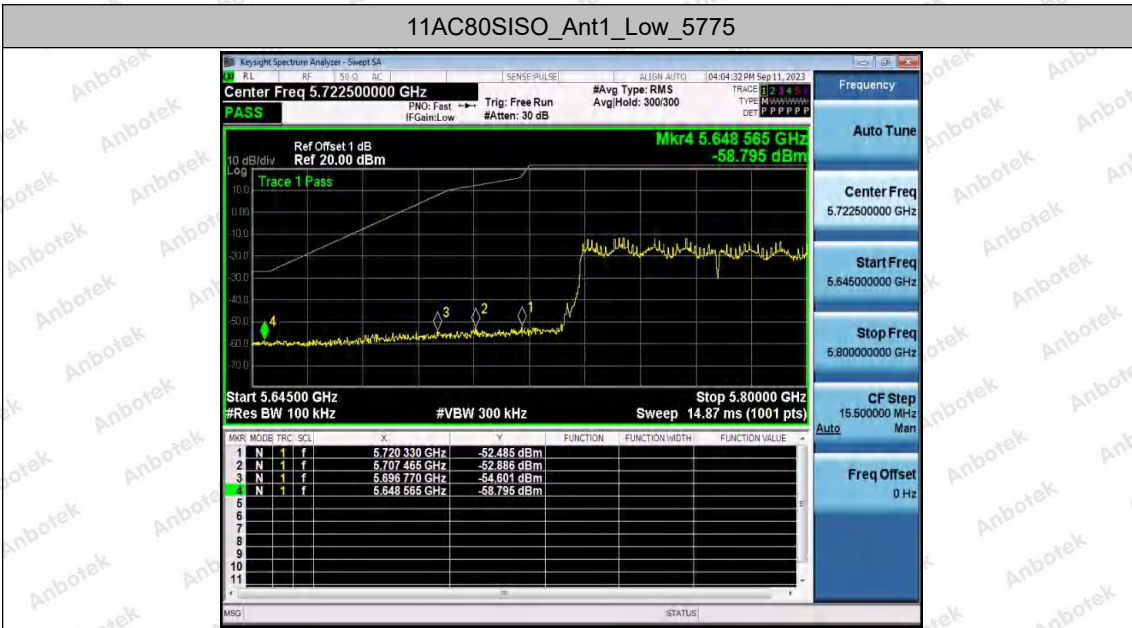 11AC80SISO_Ant1_Low_5775
Keysight Spectrum Analyzer - Swept SA
RL RF 50 Ω AC SENSE:PULSE ALIGN AUTO 04:04:32 PM Sep 11, 2023
Center Freq 5.722500000 GHz
PASS
PNO: Fast
IFGain:Low
Trig: Free Run
#Atten: 30 dB
#Avg Type: RMS
Avg|Hold: 300/300
TRACE 1 2 3 4 5 6
TYPE M W W W W W
DET P P P P P P
Ref Offset 1 dB
10 dB/div Ref 20.00 dBm
Mkr4 5.648 565 GHz
-58.795 dBm
Log
Trace 1 Pass
10.0
0.00
-10.0
-20.0
-30.0
-40.0
-50.0
-60.0
-70.0
4
3
2
1
Start 5.64500 GHz Stop 5.80000 GHz
#Res BW 100 kHz #VBW 300 kHz Sweep 14.87 ms (1001 pts)
MKR MODE TRC SCL X Y FUNCTION FUNCTION WIDTH FUNCTION VALUE
1 N 1 f 5.720 330 GHz -52.485 dBm
2 N 1 f 5.707 465 GHz -52.886 dBm
3 N 1 f 5.696 770 GHz -54.601 dBm
4 N 1 f 5.648 565 GHz -58.795 dBm
5
6
7
8
9
10
11
MSG STATUS
Frequency
Auto Tune
Center Freq
5.722500000 GHz
Start Freq
5.645000000 GHz
Stop Freq
5.800000000 GHz
CF Step
15.500000 MHz
Auto Man
Freq Offset
0 Hz
Anbotek